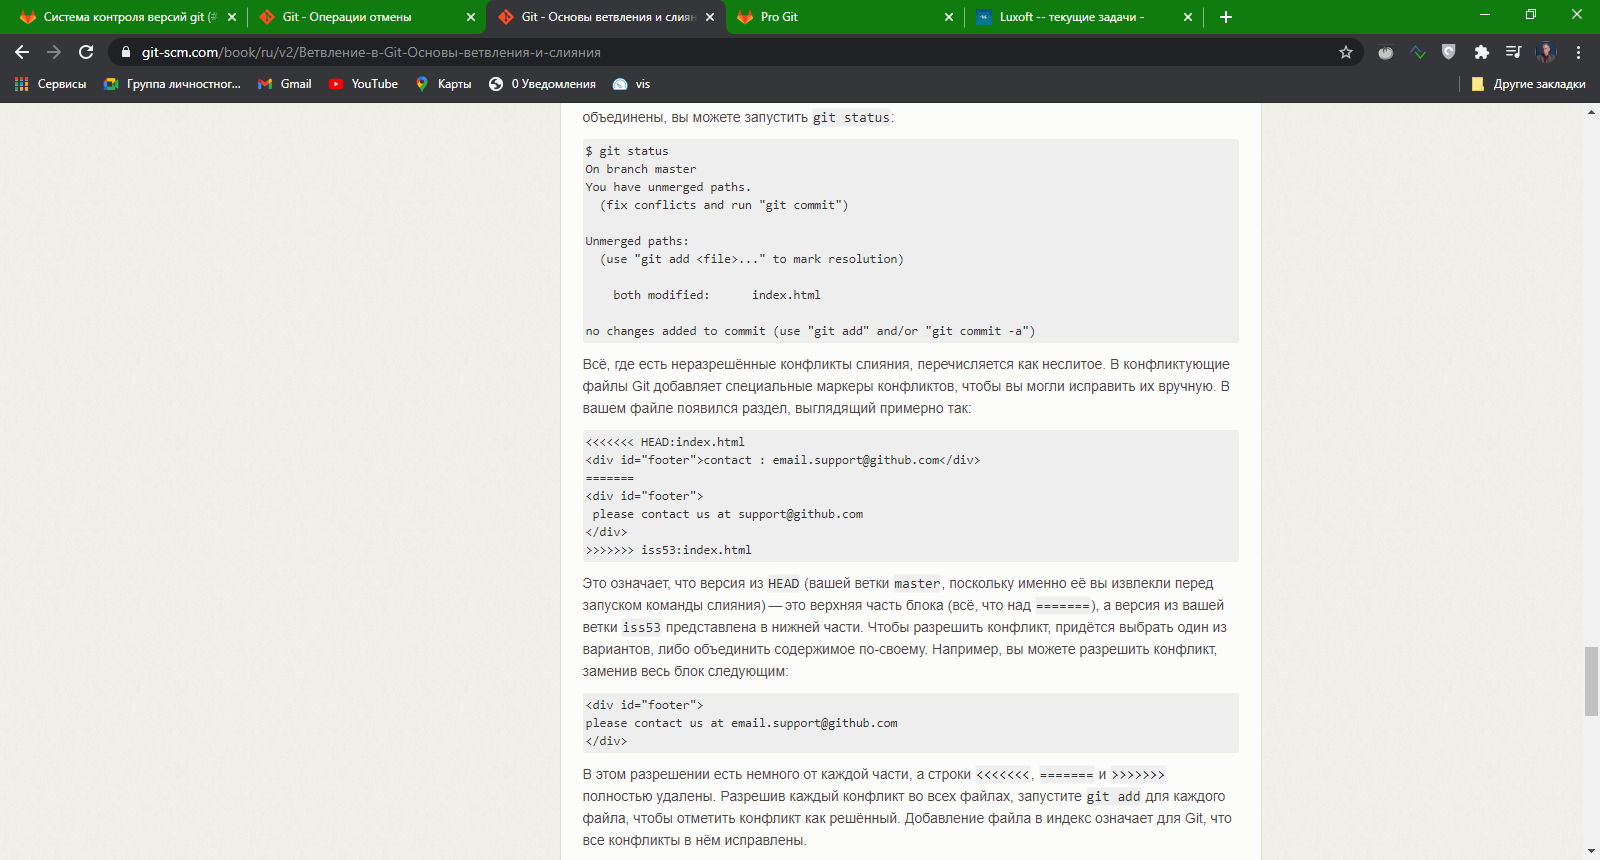 Система контроля версий git (#
Git - Операции отмены
Git - Основы ветвления и слиян
Pro Git
Luxoft -- текущие задачи -
git-scm.com/book/ru/v2/Ветвление-в-Git-Основы-ветвления-и-слияния
Сервисы
Группа личностног...
Gmail
YouTube
Карты
0 Уведомления
vis
Другие закладки
объединены, вы можете запустить git status:
$ git status
On branch master
You have unmerged paths.
(fix conflicts and run "git commit")
Unmerged paths:
(use "git add <file>..." to mark resolution)
both modified: index.html
no changes added to commit (use "git add" and/or "git commit -a")
Всё, где есть неразрешённые конфликты слияния, перечисляется как неслитое. В конфликтующие
файлы Git добавляет специальные маркеры конфликтов, чтобы вы могли исправить их вручную. В
вашем файле появился раздел, выглядящий примерно так:
<<<<<<< HEAD:index.html
<div id="footer">contact : email.support@github.com</div>
=======
<div id="footer">
please contact us at support@github.com
</div>
>>>>>>> iss53:index.html
Это означает, что версия из HEAD (вашей ветки master, поскольку именно её вы извлекли перед
запуском команды слияния) — это верхняя часть блока (всё, что над =======), а версия из вашей
ветки iss53 представлена в нижней части. Чтобы разрешить конфликт, придётся выбрать один из
вариантов, либо объединить содержимое по-своему. Например, вы можете разрешить конфликт,
заменив весь блок следующим:
<div id="footer">
please contact us at email.support@github.com
</div>
В этом разрешении есть немного от каждой части, а строки <<<<<<<, ======= и >>>>>>>
полностью удалены. Разрешив каждый конфликт во всех файлах, запустите git add для каждого
файла, чтобы отметить конфликт как решённый. Добавление файла в индекс означает для Git, что
все конфликты в нём исправлены.